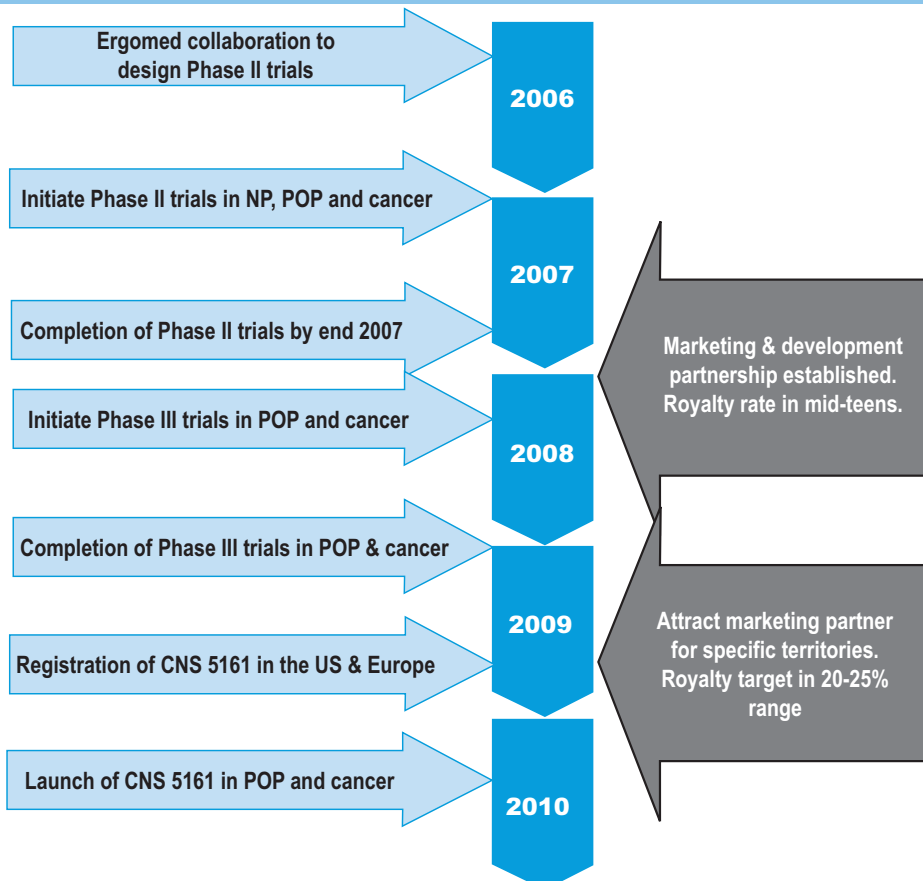 Ergomed collaboration to
design Phase II trials
2006
Initiate Phase II trials in NP, POP and cancer
2007
Completion of Phase II trials by end 2007
Marketing & development
partnership established.
Royalty rate in mid-teens.
Initiate Phase III trials in POP and cancer
2008
Completion of Phase III trials in POP & cancer
2009
Attract marketing partner
for specific territories.
Royalty target in 20-25%
range
Registration of CNS 5161 in the US & Europe
Launch of CNS 5161 in POP and cancer
2010